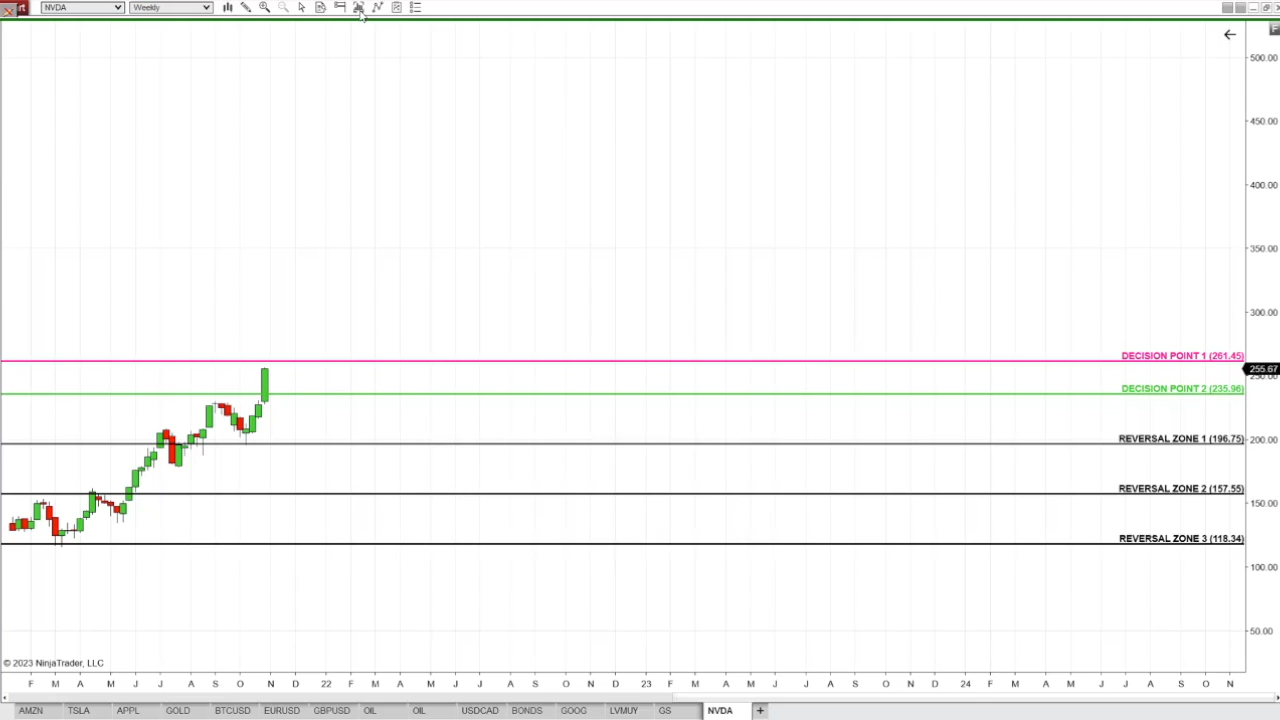 NVDA Weekly
F
500.00
450.00
400.00
350.00
300.00
DECISION POINT 1 (261.45)
255.67
DECISION POINT 2 (235.96)
REVERSAL ZONE 1 (196.75)
200.00
REVERSAL ZONE 2 (157.55)
150.00
REVERSAL ZONE 3 (118.34)
100.00
50.00
© 2023 NinjaTrader, LLC
F M A M J J A S O N D 22 F M A M J J A S O N D 23 F M A M J J A S O N D 24 F M A M J J A S O N
AMZN TSLA APPL GOLD BTCUSD EURUSD GBPUSD OIL OIL USDCAD BONDS GOOG LVMUY GS NVDA +